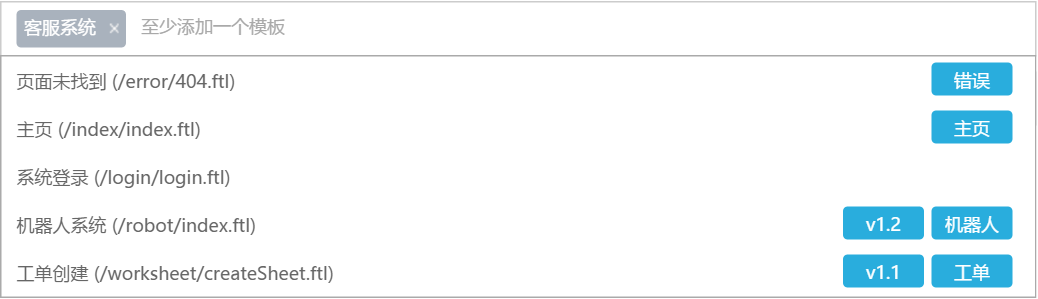 客服系统 × 至少添加一个模板
页面未找到 (/error/404.ftl) 错误
主页 (/index/index.ftl) 主页
系统登录 (/login/login.ftl)
机器人系统 (/robot/index.ftl) v1.2 机器人
工单创建 (/worksheet/createSheet.ftl) v1.1 工单